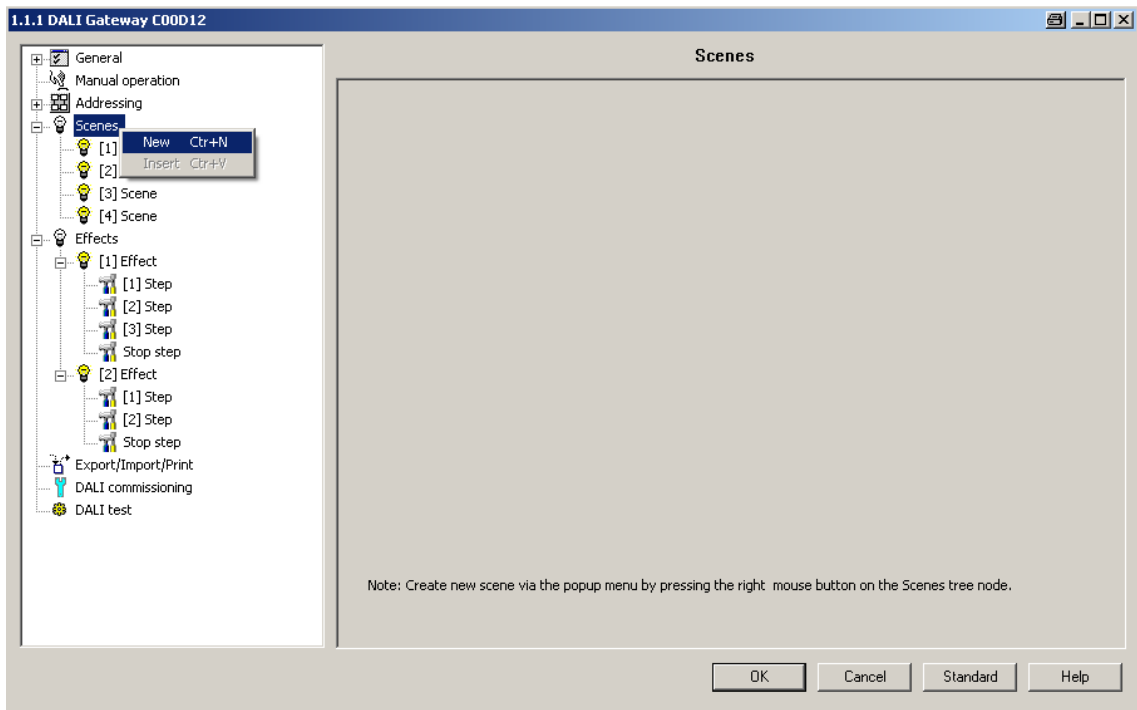 1.1.1 DALI Gateway C00D12
General
Manual operation
Addressing
Scenes
New Ctr+N
[1]
Insert Ctr+V
[2]
[3] Scene
[4] Scene
Effects
[1] Effect
[1] Step
[2] Step
[3] Step
Stop step
[2] Effect
[1] Step
[2] Step
Stop step
Export/Import/Print
DALI commissioning
DALI test
Scenes
Note: Create new scene via the popup menu by pressing the right mouse button on the Scenes tree node.
OK Cancel Standard Help